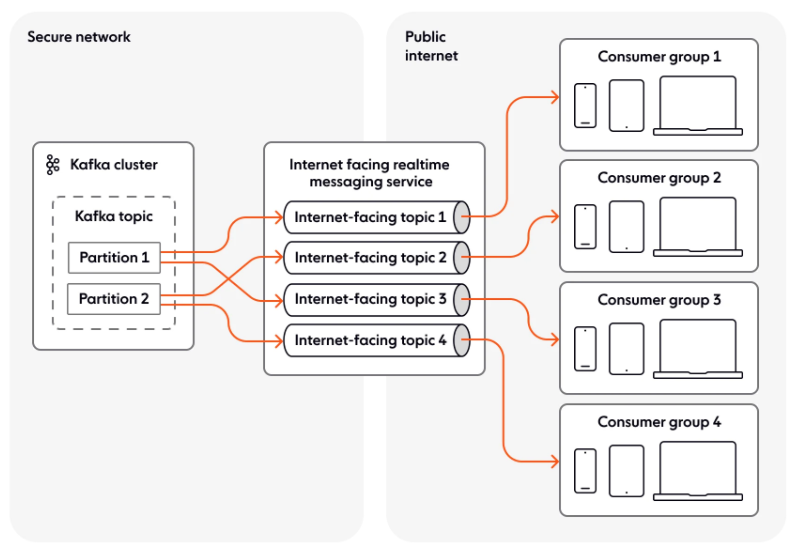 Secure network
Public
internet
Kafka cluster
Kafka topic
Partition 1
Partition 2
Internet facing realtime
messaging service
Internet-facing topic 1
Internet-facing topic 2
Internet-facing topic 3
Internet-facing topic 4
Consumer group 1
Consumer group 2
Consumer group 3
Consumer group 4